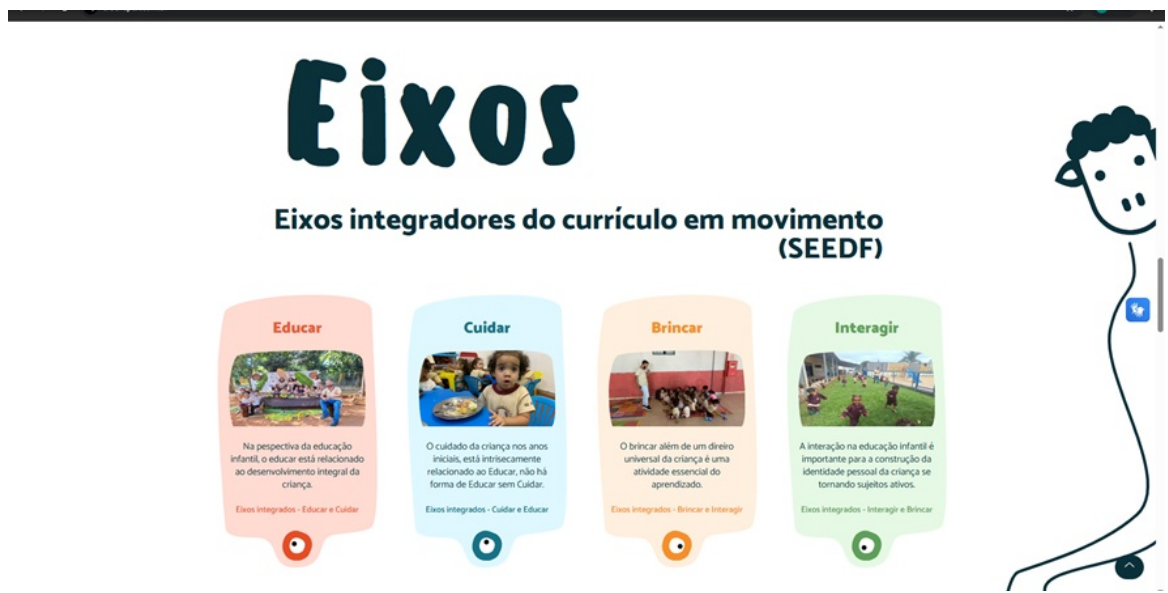 Eixos
Eixos integradores do currículo em movimento
(SEEDF)
Educar
Na pespectiva da educação
infantil, o educar está relacionado
ao desenvolvimento integral da
criança.
Eixos integrados - Educar e Cuidar
Cuidar
O cuidado da criança nos anos
iniciais, está intrisecamente
relacionado ao Educar, não há
forma de Educar sem Cuidar.
Eixos integrados - Cuidar e Educar
Brincar
O brincar além de um direiro
universal da criança é uma
atividade essencial do
aprendizado.
Eixos integrados - Brincar e Interagir
Interagir
A interação na educação infantil é
importante para a construção da
identidade pessoal da criança se
tornando sujeitos ativos.
Eixos integrados - Interagir e Brincar